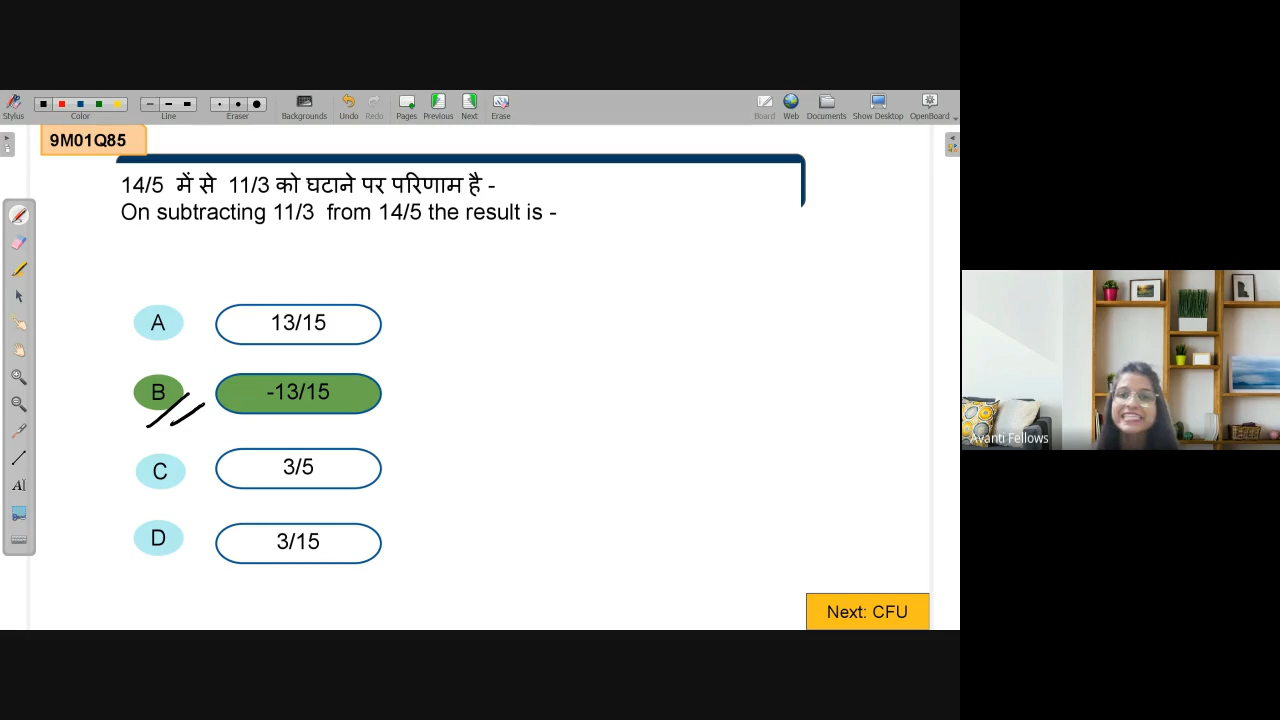 Stylus
Color
Line
Eraser
Backgrounds
Undo
Redo
Pages
Previous
Next
Erase
Board
Web
Documents
Show Desktop
OpenBoard
9M01Q85
14/5 में से 11/3 को घटाने पर परिणाम है -
On subtracting 11/3 from 14/5 the result is -
A
13/15
B
-13/15
C
3/5
D
3/15
Next: CFU
Avanti Fellows